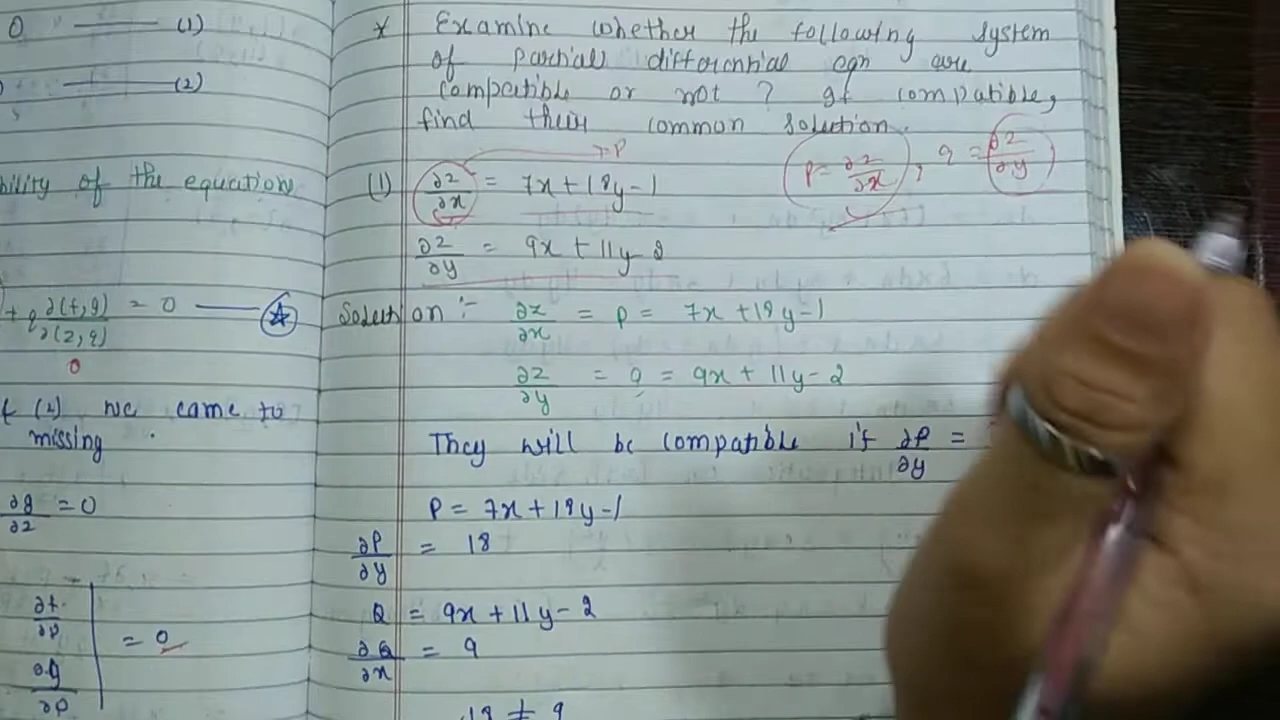 0 ——— (1)
——— (2)
bility of the equation
+ q ∂(f,g)/∂(z,q) = 0 ——
0
(2) we came to
missing .
∂g/∂z = 0
∂f/∂p
= 0
∂g/∂p
* Examine whether the following system
of partial differential eqn are
compatible or not ? If compatible,
find their common solution.
→P
P = ∂z/∂x , q = ∂z/∂y
(1) ∂z/∂x = 7x + 18y - 1
∂z/∂y = 9x + 11y - 2
Solution :- ∂z/∂x = P = 7x + 18y - 1
∂z/∂y = q = 9x + 11y - 2
They will be compatible if ∂P/∂y =
P = 7x + 18y - 1
∂P/∂y = 18
Q = 9x + 11y - 2
∂Q/∂x = 9
18 ≠ 9